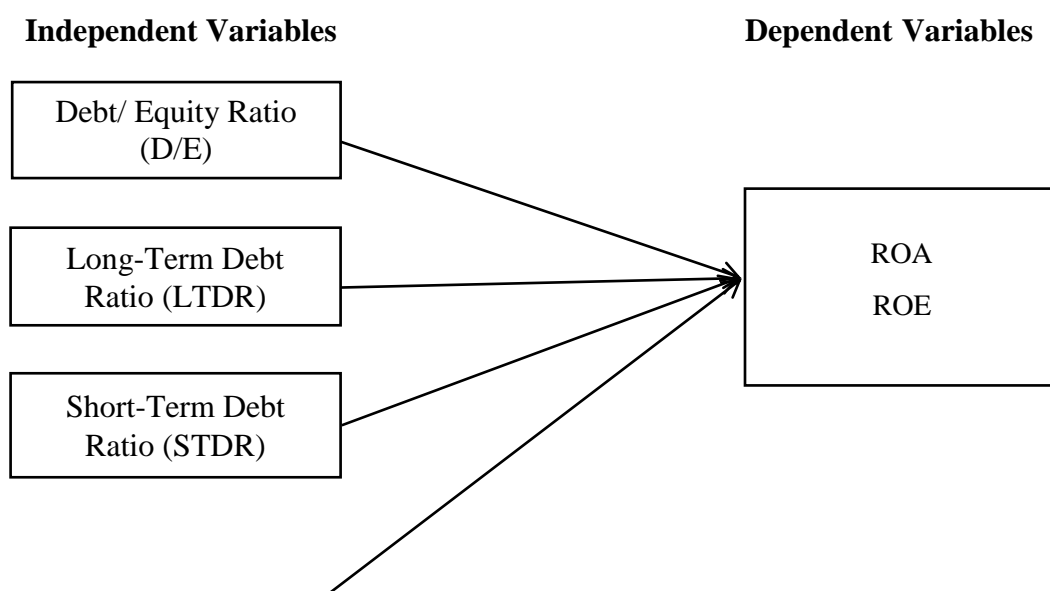 Independent Variables
Dependent Variables
Debt/ Equity Ratio
(D/E)
Long-Term Debt
Ratio (LTDR)
Short-Term Debt
Ratio (STDR)
ROA
ROE